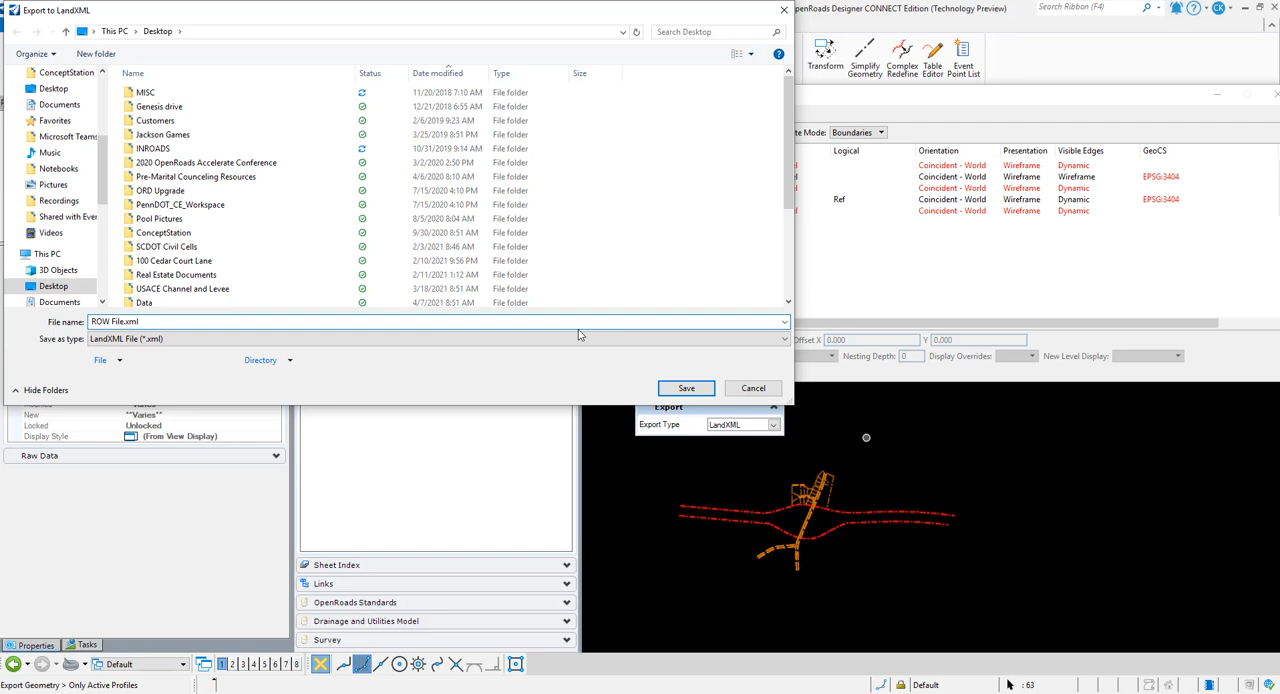 Export to LandXML
OpenRoads Designer CONNECT Edition (Technology Preview)
Search Ribbon (F4)
CK
This PC > Desktop >
Search Desktop
Organize
New folder
Transform
Simplify Geometry
Complex Redefine
Table Editor
Event Point List
Name
Status
Date modified
Type
Size
ConceptStation
Desktop
Documents
Favorites
Microsoft Teams
Music
Notebooks
Pictures
Recordings
Shared with Ever
Videos
This PC
3D Objects
Desktop
Documents
MISC 11/20/2018 7:10 AM File folder
Genesis drive 12/21/2018 6:55 AM File folder
Customers 2/6/2019 9:23 AM File folder
Jackson Games 3/25/2019 8:51 PM File folder
INROADS 10/31/2019 9:14 AM File folder
2020 OpenRoads Accelerate Conference 3/2/2020 2:50 PM File folder
Pre-Marital Counceling Resources 4/6/2020 8:10 AM File folder
ORD Upgrade 7/15/2020 4:10 PM File folder
PennDOT_CE_Workspace 7/15/2020 4:10 PM File folder
Pool Pictures 8/5/2020 8:04 AM File folder
ConceptStation 9/30/2020 8:51 AM File folder
SCDOT Civil Cells 2/3/2021 8:46 AM File folder
100 Cedar Court Lane 2/10/2021 9:56 PM File folder
Real Estate Documents 2/11/2021 1:12 AM File folder
USACE Channel and Levee 3/18/2021 8:51 AM File folder
Data 4/7/2021 8:51 AM File folder
te Mode: Boundaries
Logical
Orientation
Presentation
Visible Edges
GeoCS
Coincident - World Wireframe Dynamic
Coincident - World Wireframe Wireframe EPSG:3404
Coincident - World Wireframe Dynamic
Ref Coincident - World Wireframe Dynamic EPSG:3404
Coincident - World Wireframe Dynamic
File name: ROW File.xml
Save as type: LandXML File (*.xml)
File
Directory
Offset X 0.000 Y 0.000
Nesting Depth: 0 Display Overrides: New Level Display:
Hide Folders
Save
Cancel
New **Varies**
Locked Unlocked
Display Style (From View Display)
Raw Data
Export
Export Type LandXML
Sheet Index
Links
OpenRoads Standards
Drainage and Utilities Model
Survey
Properties
Tasks
Default
1 2 3 4 5 6 7 8
Export Geometry > Only Active Profiles
Default
: 63